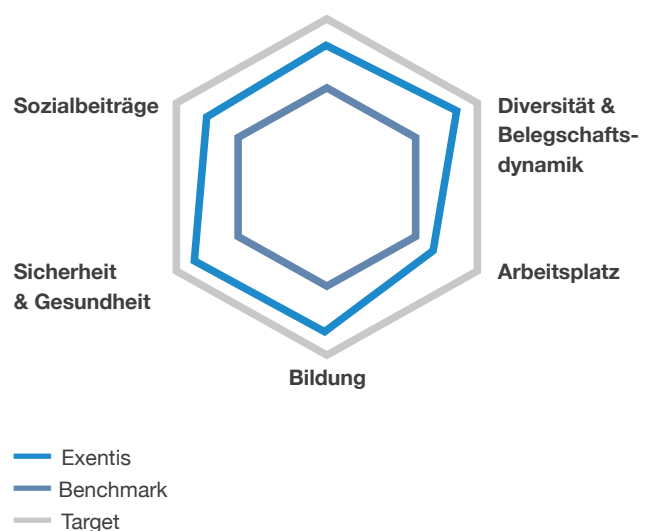 Sozialbeiträge
Diversität &
Belegschafts-
dynamik
Sicherheit
& Gesundheit
Arbeitsplatz
Bildung
Exentis
Benchmark
Target